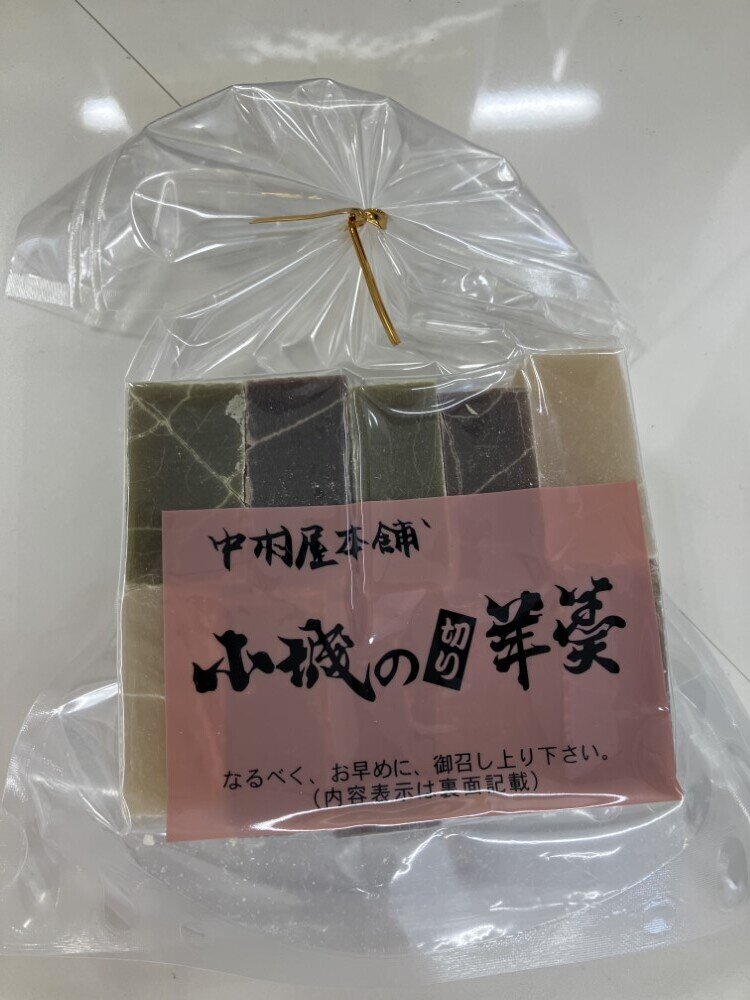 中村屋本舗
小城の切り羊羹
なるべく、お早めに、御召し上り下さい。
(内容表示は裏面記載)